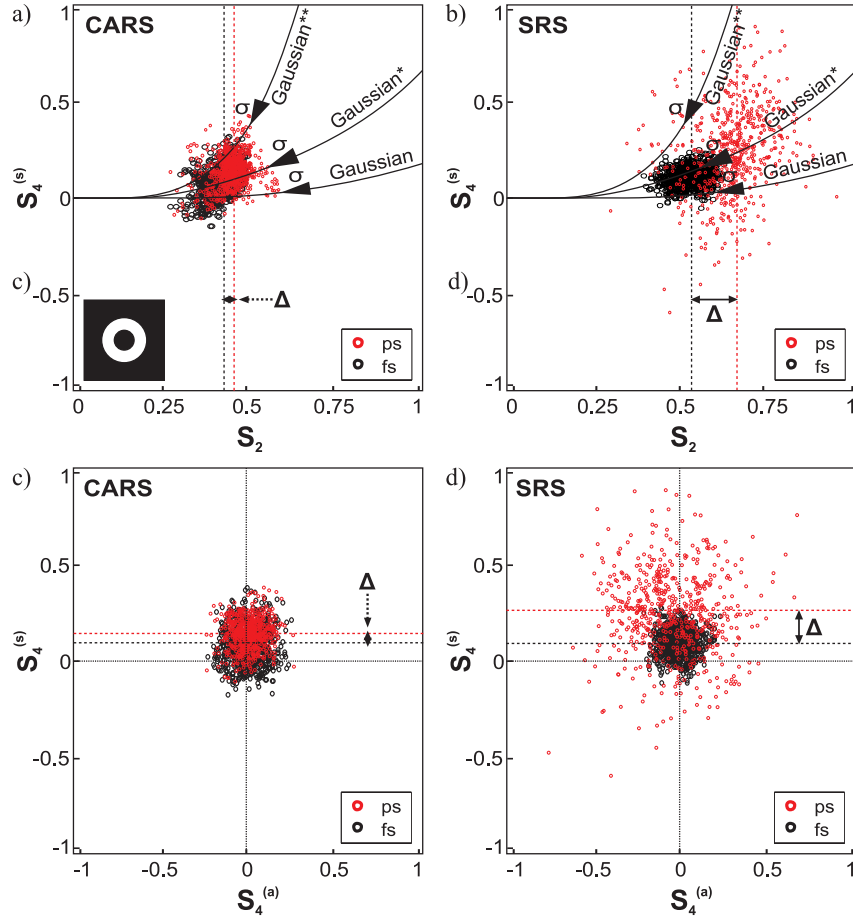 a)
CARS
1
0.5
0
-0.5
-1
S4(s)
Gaussian**
Gaussian*
Gaussian
σ
σ
σ
c)
Δ
ps
fs
0
0.25
0.5
0.75
1
S2
b)
SRS
1
0.5
0
-0.5
-1
S4(s)
Gaussian**
Gaussian*
Gaussian
σ
σ
σ
d)
Δ
ps
fs
0
0.25
0.5
0.75
1
S2
c)
CARS
1
0.5
0
-0.5
-1
S4(s)
Δ
ps
fs
-1
-0.5
0
0.5
1
S4(a)
d)
SRS
1
0.5
0
-0.5
-1
S4(s)
Δ
ps
fs
-1
-0.5
0
0.5
1
S4(a)